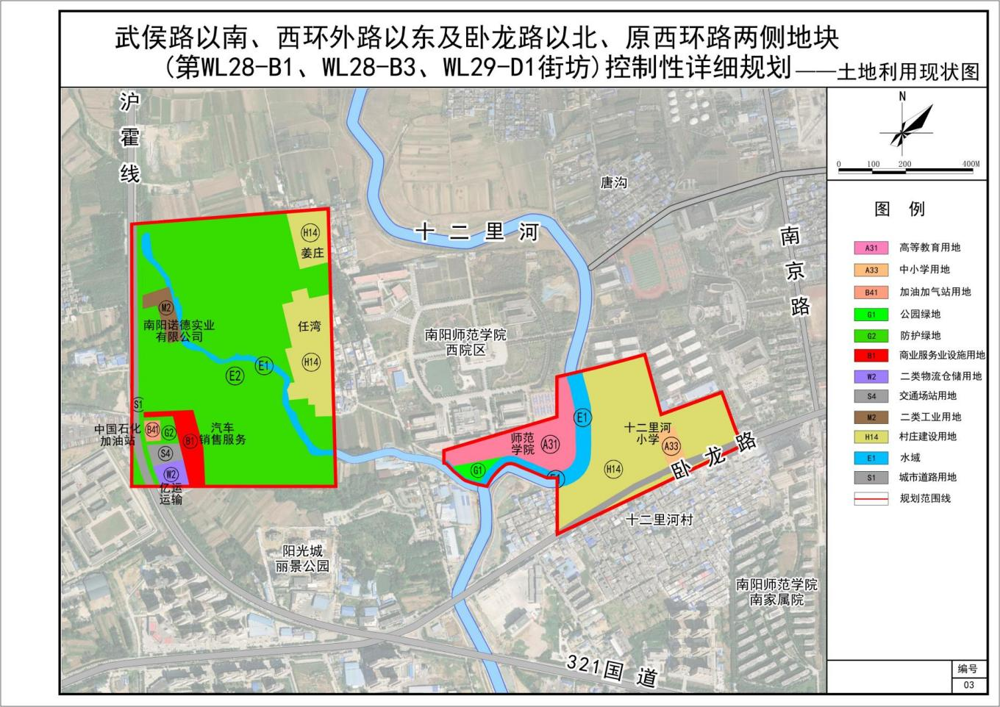 武侯路以南、西环外路以东及卧龙路以北、原西环路两侧地块
(第WL28-B1、WL28-B3、WL29-D1街坊)控制性详细规划——土地利用现状图
沪霍线
十二里河
唐沟
南京路
H14
姜庄
任湾
H14
M2
南阳诺德实业
有限公司
E2
E1
S1
中国石化
加油站
B41
G2
B1
汽车
销售服务
S4
W2
亿运
运输
南阳师范学院
西院区
E1
师范
学院
A31
G1
E1
H14
十二里河
小学
A33
卧龙路
十二里河村
阳光城
丽景公园
南阳师范学院
南家属院
321国道
N
0 100 200 400M
图 例
A31 高等教育用地
A33 中小学用地
B41 加油加气站用地
G1 公园绿地
G2 防护绿地
B1 商业服务业设施用地
W2 二类物流仓储用地
S4 交通场站用地
M2 二类工业用地
H14 村庄建设用地
E1 水域
S1 城市道路用地
规划范围线
编号
03